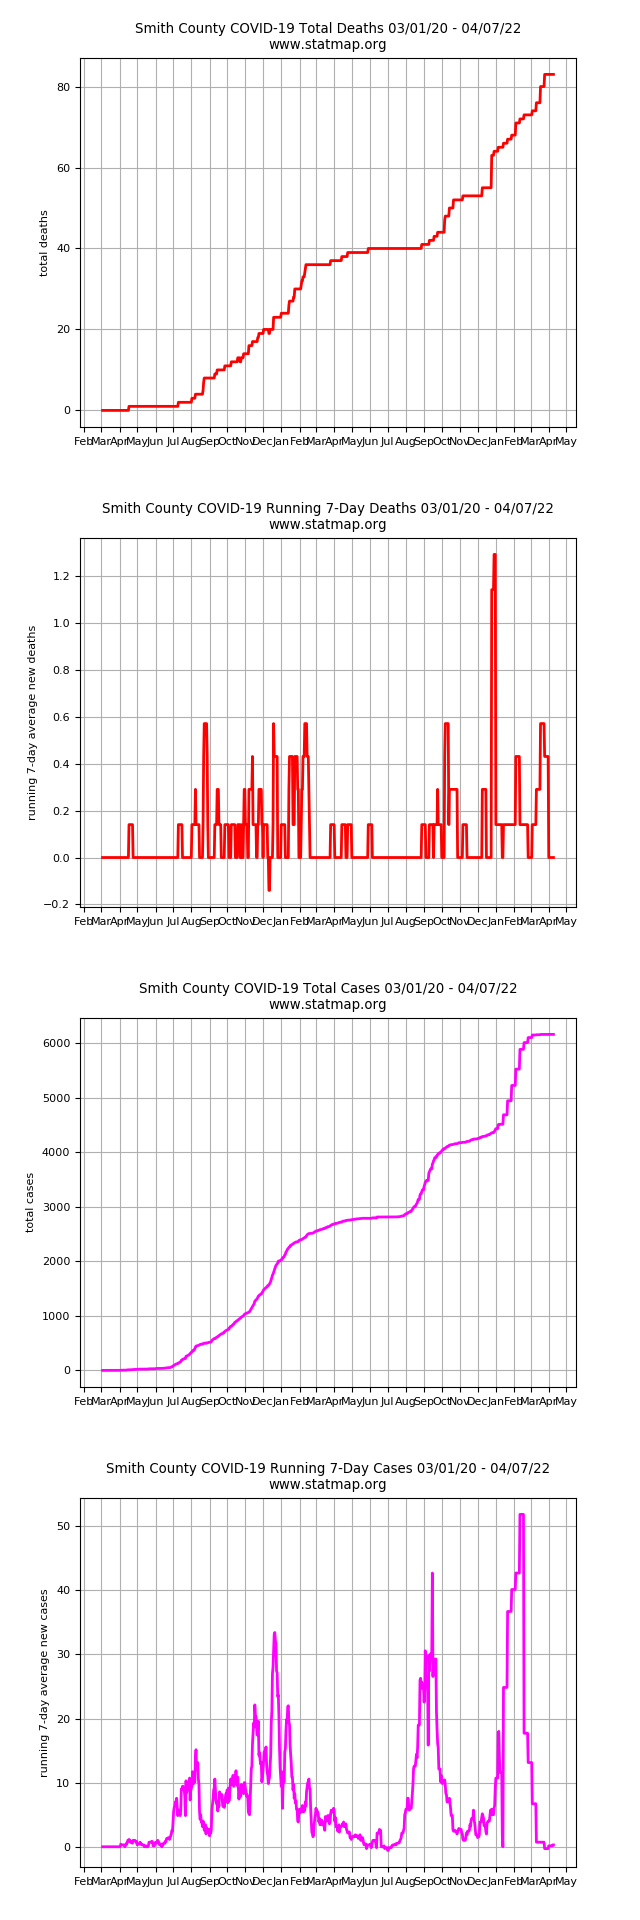 Smith County COVID-19 Total Deaths 03/01/20 - 04/07/22
www.statmap.org
80
60
40
20
0
total deaths
Feb Mar Apr May Jun Jul Aug Sep Oct Nov Dec Jan Feb Mar Apr May Jun Jul Aug Sep Oct Nov Dec Jan Feb Mar Apr May
Smith County COVID-19 Running 7-Day Deaths 03/01/20 - 04/07/22
www.statmap.org
1.2
1.0
0.8
0.6
0.4
0.2
0.0
−0.2
running 7-day average new deaths
Feb Mar Apr May Jun Jul Aug Sep Oct Nov Dec Jan Feb Mar Apr May Jun Jul Aug Sep Oct Nov Dec Jan Feb Mar Apr May
Smith County COVID-19 Total Cases 03/01/20 - 04/07/22
www.statmap.org
6000
5000
4000
3000
2000
1000
0
total cases
Feb Mar Apr May Jun Jul Aug Sep Oct Nov Dec Jan Feb Mar Apr May Jun Jul Aug Sep Oct Nov Dec Jan Feb Mar Apr May
Smith County COVID-19 Running 7-Day Cases 03/01/20 - 04/07/22
www.statmap.org
50
40
30
20
10
0
running 7-day average new cases
Feb Mar Apr May Jun Jul Aug Sep Oct Nov Dec Jan Feb Mar Apr May Jun Jul Aug Sep Oct Nov Dec Jan Feb Mar Apr May